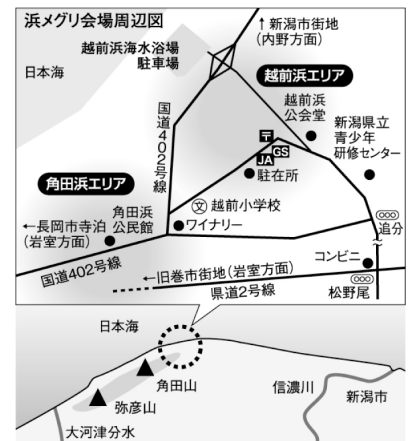 浜メグリ会場周辺図
↑新潟市街地
(内野方面)
越前浜海水浴場
駐車場
日本海
越前浜エリア
国道402号線
越前浜
公会堂
新潟県立
青少年
研修センター
〒
GS
JA
駐在所
角田浜エリア
文 越前小学校
角田浜
公民館
ワイナリー
←長岡市寺泊
(岩室方面)
追分
国道402号線
コンビニ
←旧巻市街地(岩室方面)
県道2号線
松野尾
日本海
角田山
弥彦山
信濃川
新潟市
大河津分水